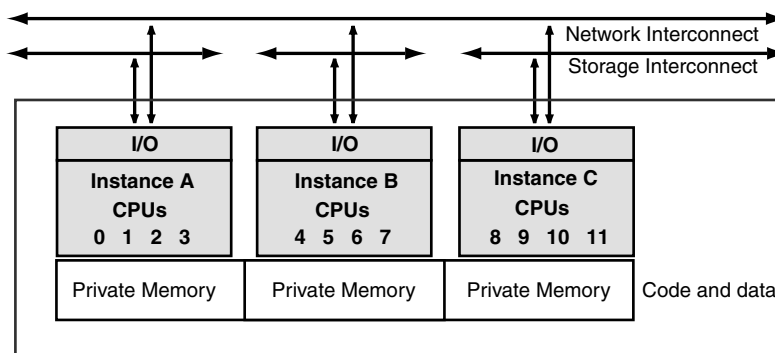 Network Interconnect
Storage Interconnect
I/O I/O I/O
Instance A Instance B Instance C
CPUs CPUs CPUs
0 1 2 3 4 5 6 7 8 9 10 11
Private Memory Private Memory Private Memory Code and data